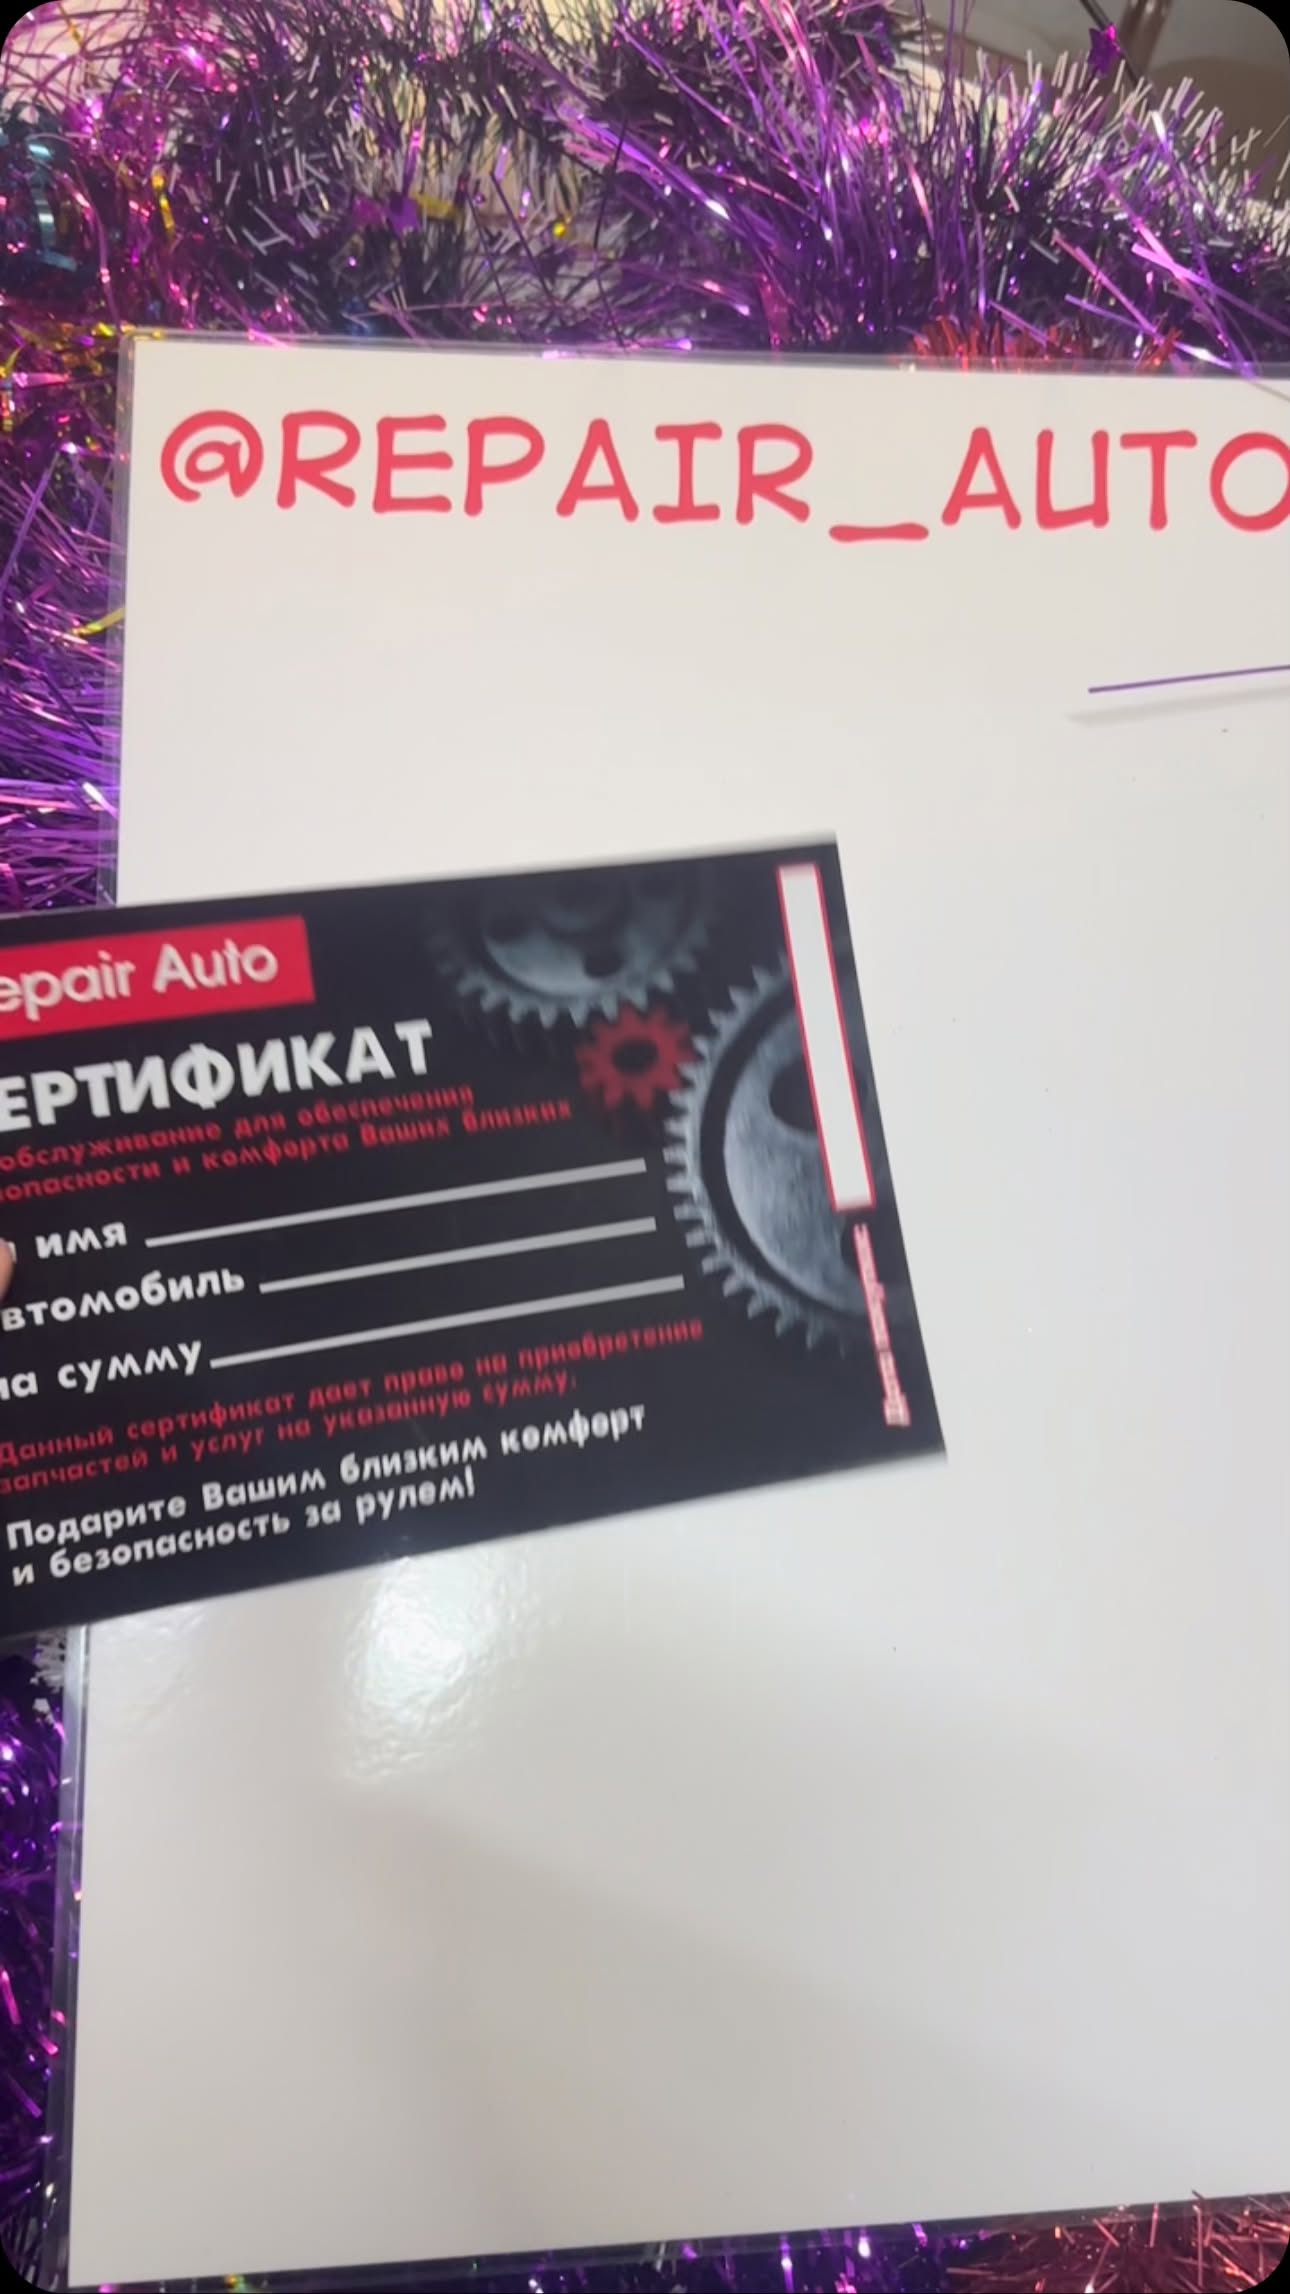 @REPAIR_AUTO
epair Auto
ЕРТИФИКАТ
обслуживание для обеспечения
опасности и комфорта Ваших близких
имя
втомобиль
на сумму
Данный сертификат дает право на приобретение
запчастей и услуг на указанную сумму.
Подарите Вашим близким комфорт
и безопасность за рулем!